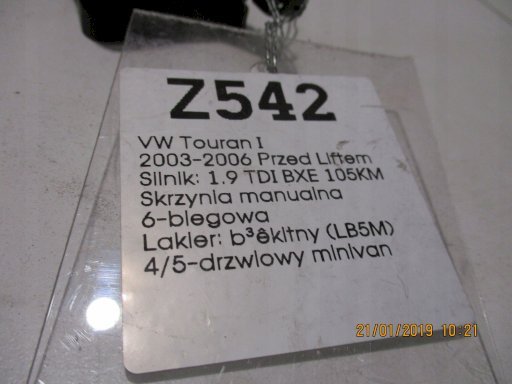 Z542
VW Touran I
2003-2006 Przed Liftem
Silnik: 1.9 TDI BXE 105KM
Skrzynia manualna
6-biegowa
Lakier: b³êkitny (LB5M)
4/5-drzwiowy minivan
21/01/2019 10:21